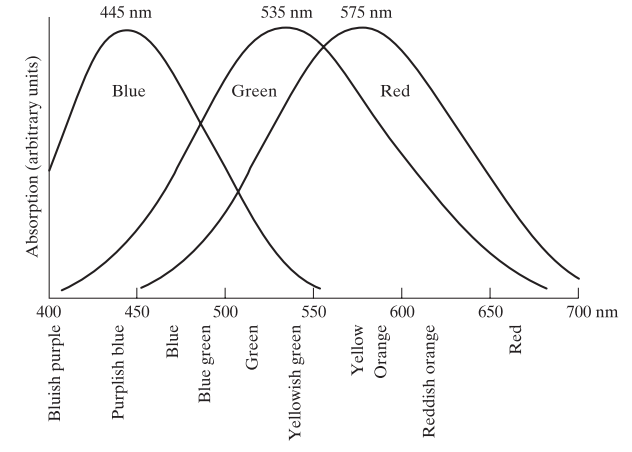 445 nm
535 nm
575 nm
Blue
Green
Red
Absorption (arbitrary units)
400
450
500
550
600
650
700 nm
Bluish purple
Purplish blue
Blue
Blue green
Green
Yellowish green
Yellow
Orange
Reddish orange
Red